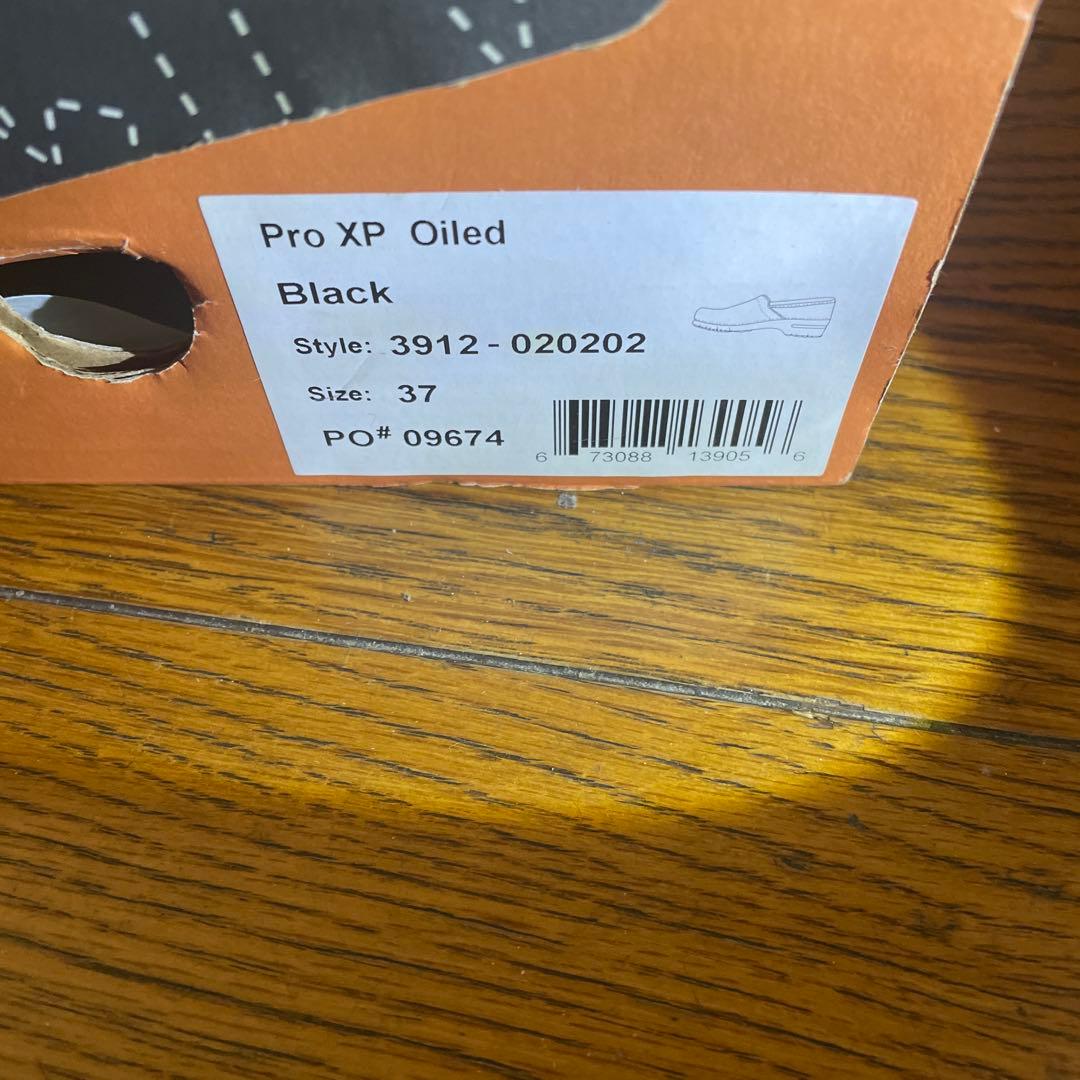 Pro XP Oiled
Black
Style: 3912 - 020202
Size: 37
PO# 09674
6 73088 13905 6